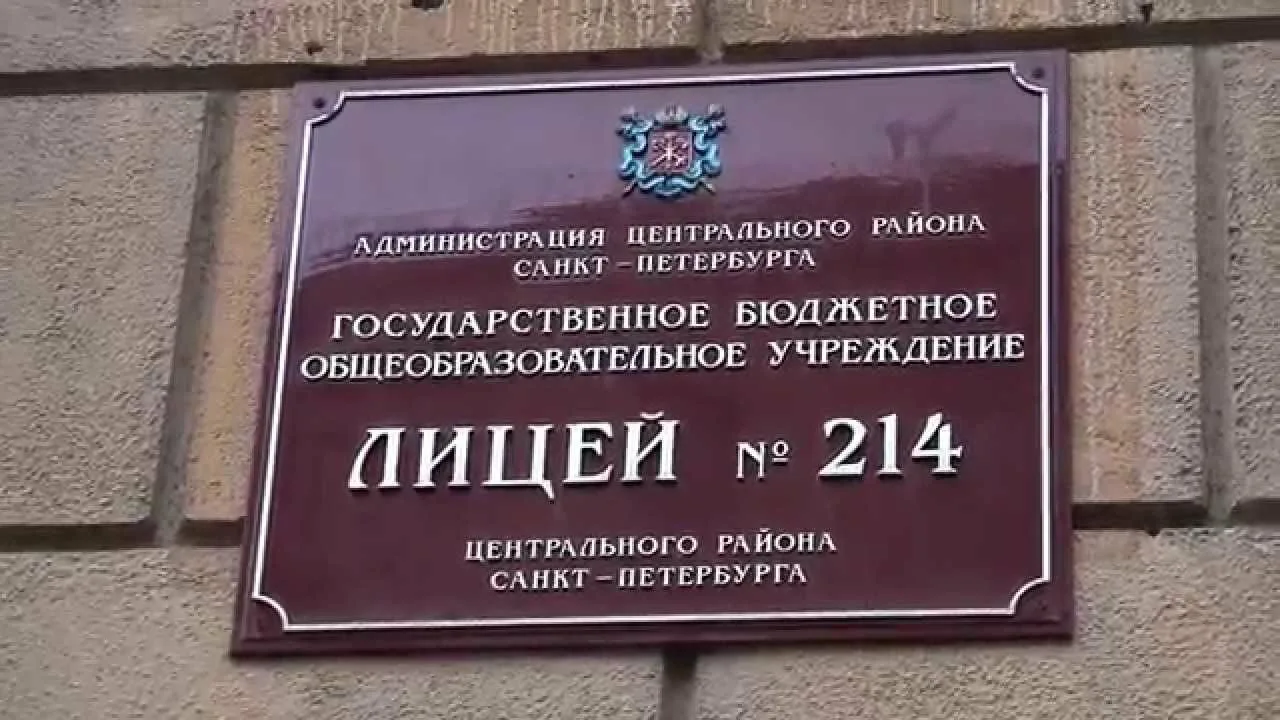 АДМИНИСТРАЦИЯ ЦЕНТРАЛЬНОГО РАЙОНА
САНКТ – ПЕТЕРБУРГА
ГОСУДАРСТВЕННОЕ БЮДЖЕТНОЕ
ОБЩЕОБРАЗОВАТЕЛЬНОЕ УЧРЕЖДЕНИЕ
ЛИЦЕЙ № 214
ЦЕНТРАЛЬНОГО РАЙОНА
САНКТ – ПЕТЕРБУРГА